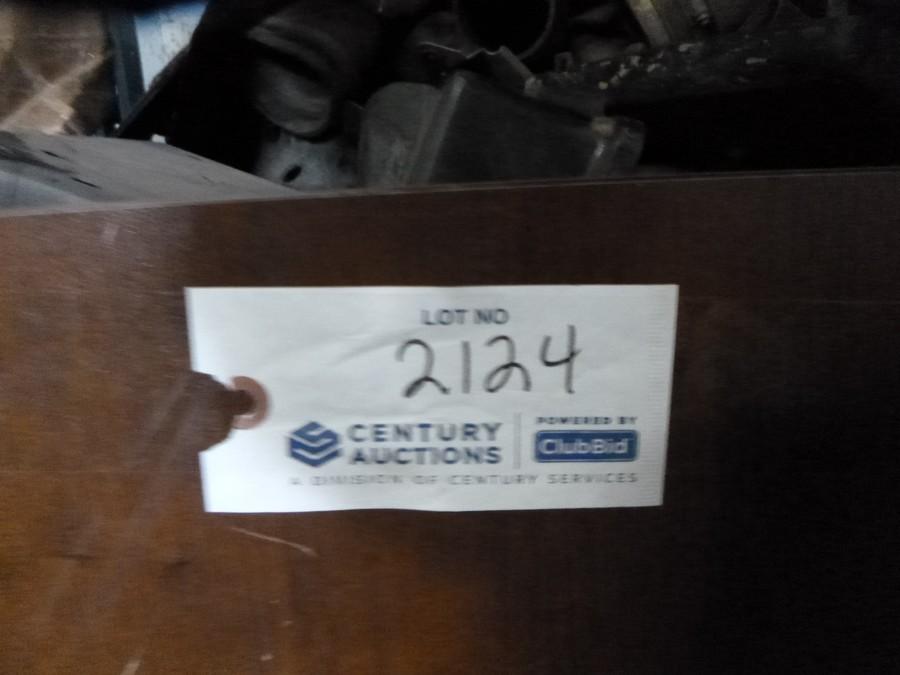 LOT NO
2124
CENTURY AUCTIONS
POWERED BY
ClubBid
A DIVISION OF CENTURY SERVICES